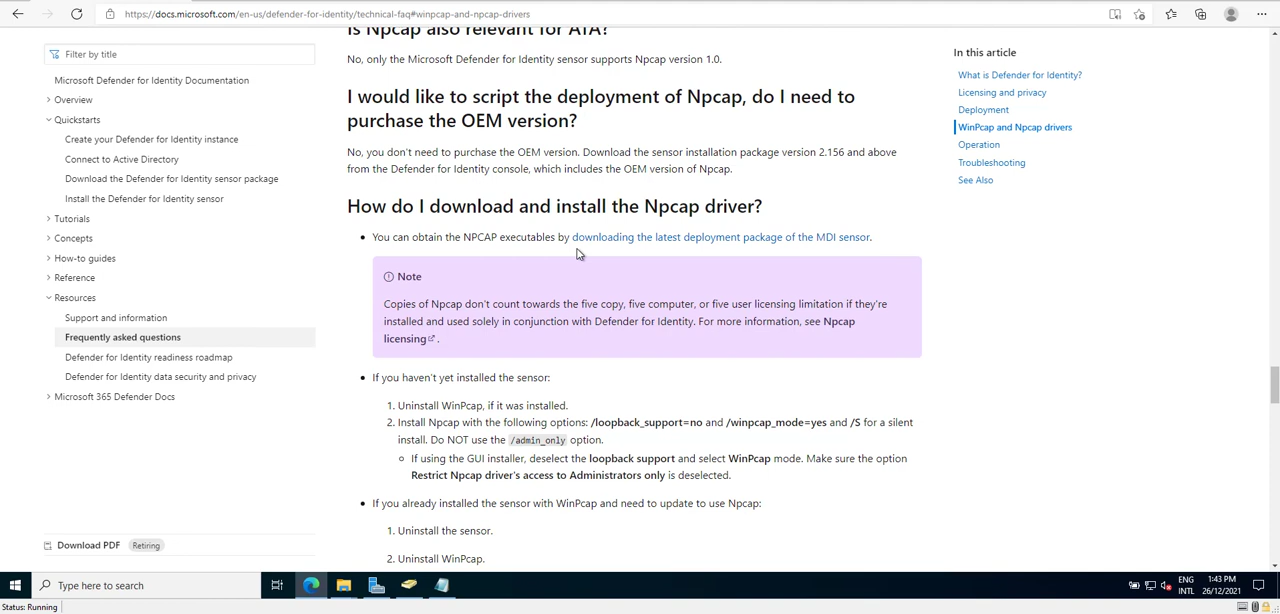 https://docs.microsoft.com/en-us/defender-for-identity/technical-faq#winpcap-and-npcap-drivers
Filter by title
Microsoft Defender for Identity Documentation
Overview
Quickstarts
Create your Defender for Identity instance
Connect to Active Directory
Download the Defender for Identity sensor package
Install the Defender for Identity sensor
Tutorials
Concepts
How-to guides
Reference
Resources
Support and information
Frequently asked questions
Defender for Identity readiness roadmap
Defender for Identity data security and privacy
Microsoft 365 Defender Docs
Download PDF Retiring
Is Npcap also relevant for ATA?
No, only the Microsoft Defender for Identity sensor supports Npcap version 1.0.
I would like to script the deployment of Npcap, do I need to
purchase the OEM version?
No, you don't need to purchase the OEM version. Download the sensor installation package version 2.156 and above
from the Defender for Identity console, which includes the OEM version of Npcap.
How do I download and install the Npcap driver?
• You can obtain the NPCAP executables by downloading the latest deployment package of the MDI sensor.
Note
Copies of Npcap don't count towards the five copy, five computer, or five user licensing limitation if they're
installed and used solely in conjunction with Defender for Identity. For more information, see Npcap
licensing .
• If you haven't yet installed the sensor:
1. Uninstall WinPcap, if it was installed.
2. Install Npcap with the following options: /loopback_support=no and /winpcap_mode=yes and /S for a silent
install. Do NOT use the /admin_only option.
○ If using the GUI installer, deselect the loopback support and select WinPcap mode. Make sure the option
Restrict Npcap driver's access to Administrators only is deselected.
• If you already installed the sensor with WinPcap and need to update to use Npcap:
1. Uninstall the sensor.
2. Uninstall WinPcap.
In this article
What is Defender for Identity?
Licensing and privacy
Deployment
WinPcap and Npcap drivers
Operation
Troubleshooting
See Also
Type here to search
ENG
INTL
1:43 PM
26/12/2021
Status: Running